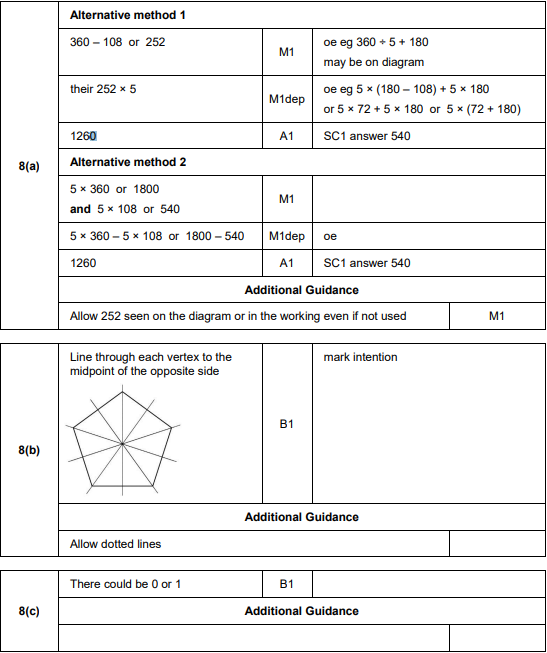 Alternative method 1
360 – 108 or 252
M1
oe eg 360 ÷ 5 + 180
may be on diagram
their 252 × 5
M1dep
oe eg 5 × (180 – 108) + 5 × 180
or 5 × 72 + 5 × 180 or 5 × (72 + 180)
1260
A1
SC1 answer 540
8(a)
Alternative method 2
5 × 360 or 1800
and 5 × 108 or 540
M1
5 × 360 – 5 × 108 or 1800 – 540
M1dep
oe
1260
A1
SC1 answer 540
Additional Guidance
Allow 252 seen on the diagram or in the working even if not used
M1
Line through each vertex to the
midpoint of the opposite side
B1
mark intention
8(b)
Additional Guidance
Allow dotted lines
There could be 0 or 1
B1
8(c)
Additional Guidance